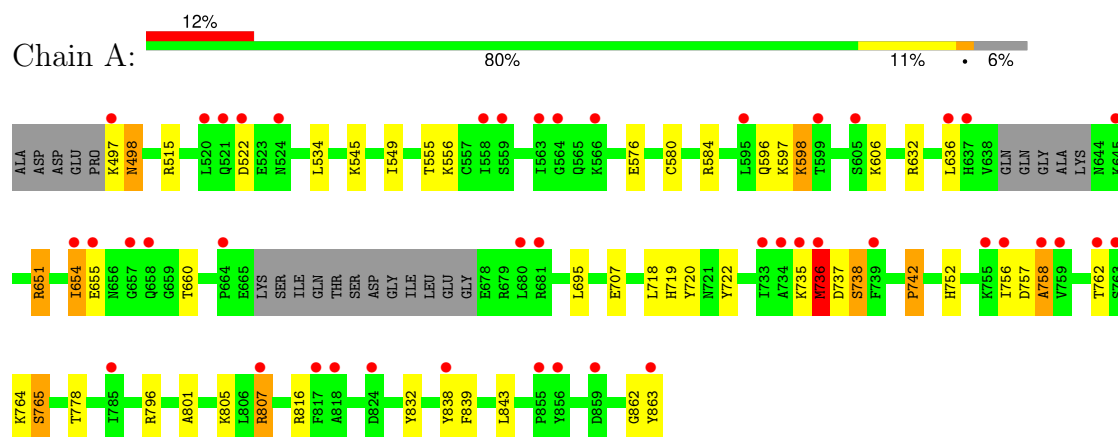 12%
Chain A:
80% 11% • 6%
ALA ASP ASP GLU PRO K497 N498 R515 L520 Q521 D522 E523 N524 L534 K545 I549 T555 K556 C557 I558 S559 I563 G564 Q565 K566 E576 C580 R584 L595 Q596 K597 K598 T599 S605 K606 R632 L636 H637 V638 GLN GLN GLY ALA LYS N644 K645
R651 I654 E655 N656 G657 Q658 G659 T660 P664 E665 LYS SER ILE GLN THR SER ASP GLY ILE LEU GLU GLY E678 R679 L680 R681 L695 E707 L718 H719 Y720 N721 Y722 I733 A734 K735 M736 D737 S738 F739 P742 H752 K755 I756 D757 A758 V759 T762 S763
K764 S765 T778 I785 R796 A801 K805 L806 R807 R816 F817 A818 D824 Y832 Y838 F839 L843 P855 Y856 D859 G862 Y863